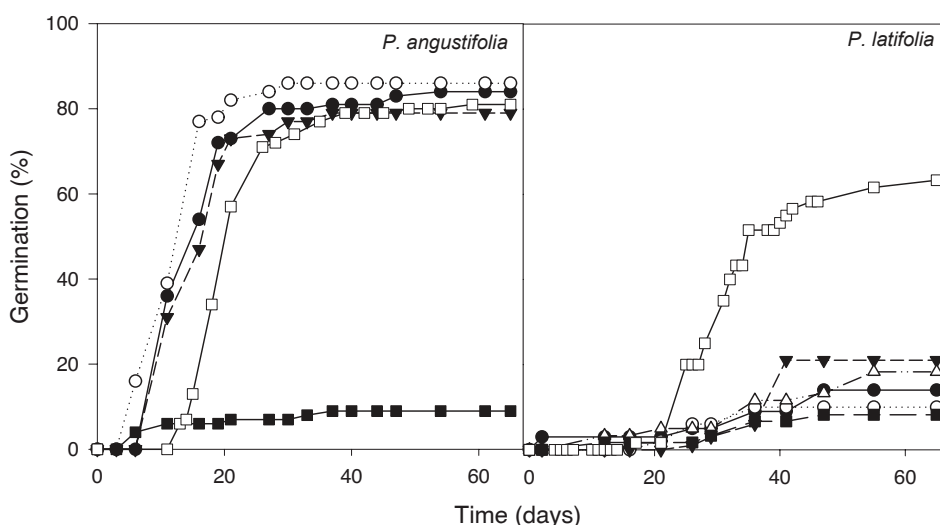 100
P. angustifolia
P. latifolia
80
60
40
20
0
Germination (%)
0 20 40 60 0 20 40 60
Time (days)